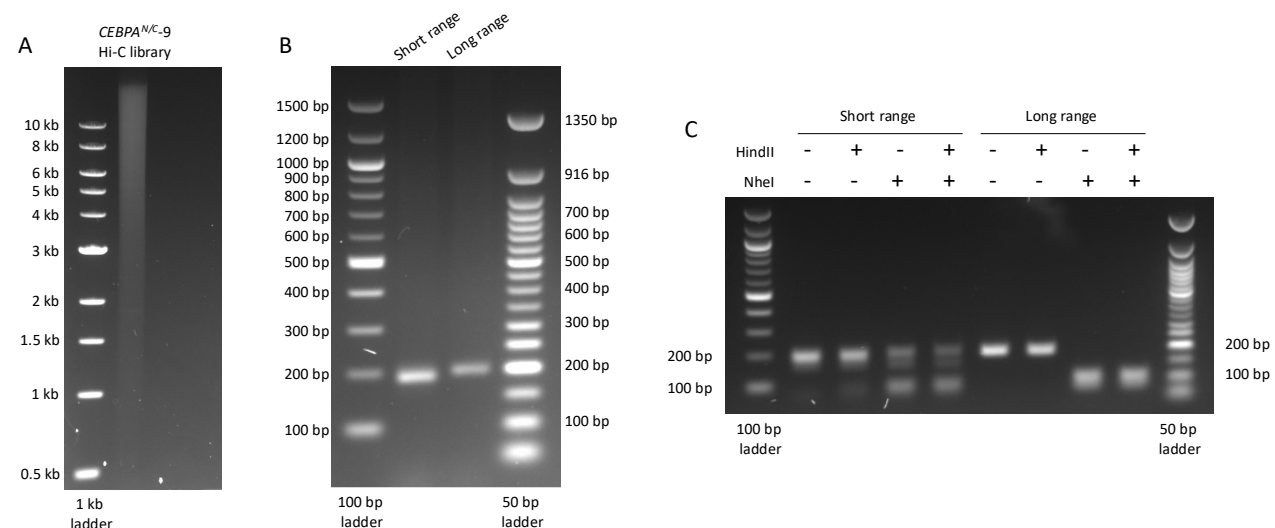 A
CEBPA^N/C-9
Hi-C library
10 kb
8 kb
6 kb
5 kb
4 kb
3 kb
2 kb
1.5 kb
1 kb
0.5 kb
1 kb
ladder
B
Short range
Long range
1500 bp
1200 bp
1000 bp
900 bp
800 bp
700 bp
600 bp
500 bp
400 bp
300 bp
200 bp
100 bp
1350 bp
916 bp
700 bp
600 bp
500 bp
400 bp
300 bp
200 bp
100 bp
100 bp
ladder
50 bp
ladder
C
Short range Long range
HindII - + - + - + - +
NheI - - + + - - + +
200 bp
100 bp
200 bp
100 bp
100 bp
ladder
50 bp
ladder